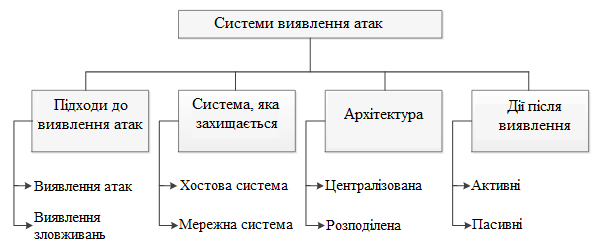 Системи виявлення атак
Підходи до
виявлення атак
Система, яка
захищається
Архітектура
Дії після
виявлення
Виявлення атак
Хостова система
Централізована
Активні
Виявлення
зловживань
Мережна система
Розподілена
Пасивні